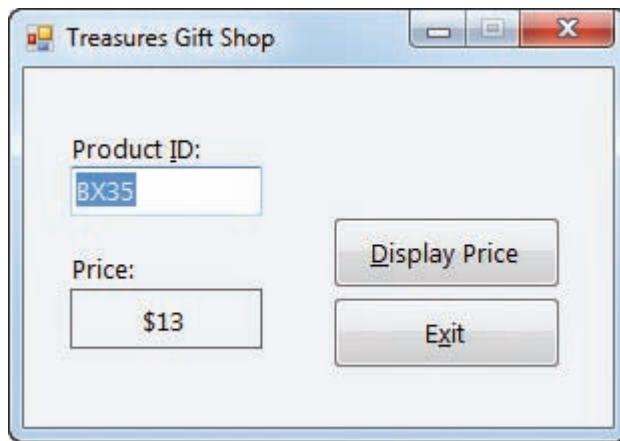 Treasures Gift Shop
Product ID:
BX35
Display Price
Price:
$13
Exit